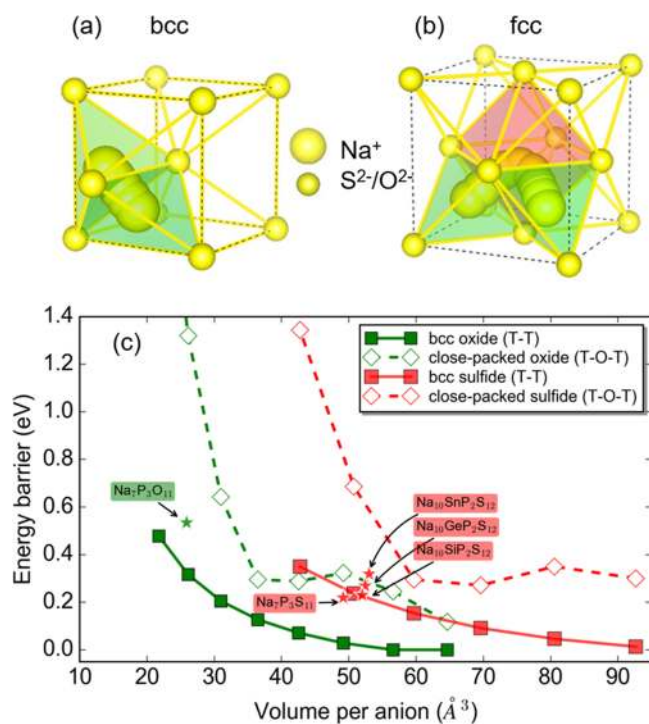 (a) bcc
(b) fcc
Na⁺
S²⁻/O²⁻
(c)
bcc oxide (T-T)
close-packed oxide (T-O-T)
bcc sulfide (T-T)
close-packed sulfide (T-O-T)
Na₇P₃O₁₁
Na₁₀SnP₂S₁₂
Na₁₀GeP₂S₁₂
Na₁₀SiP₂S₁₂
Na₇P₃S₁₁
Energy barrier (eV)
1.4
1.2
1.0
0.8
0.6
0.4
0.2
0.0
10 20 30 40 50 60 70 80 90
Volume per anion (Å³)